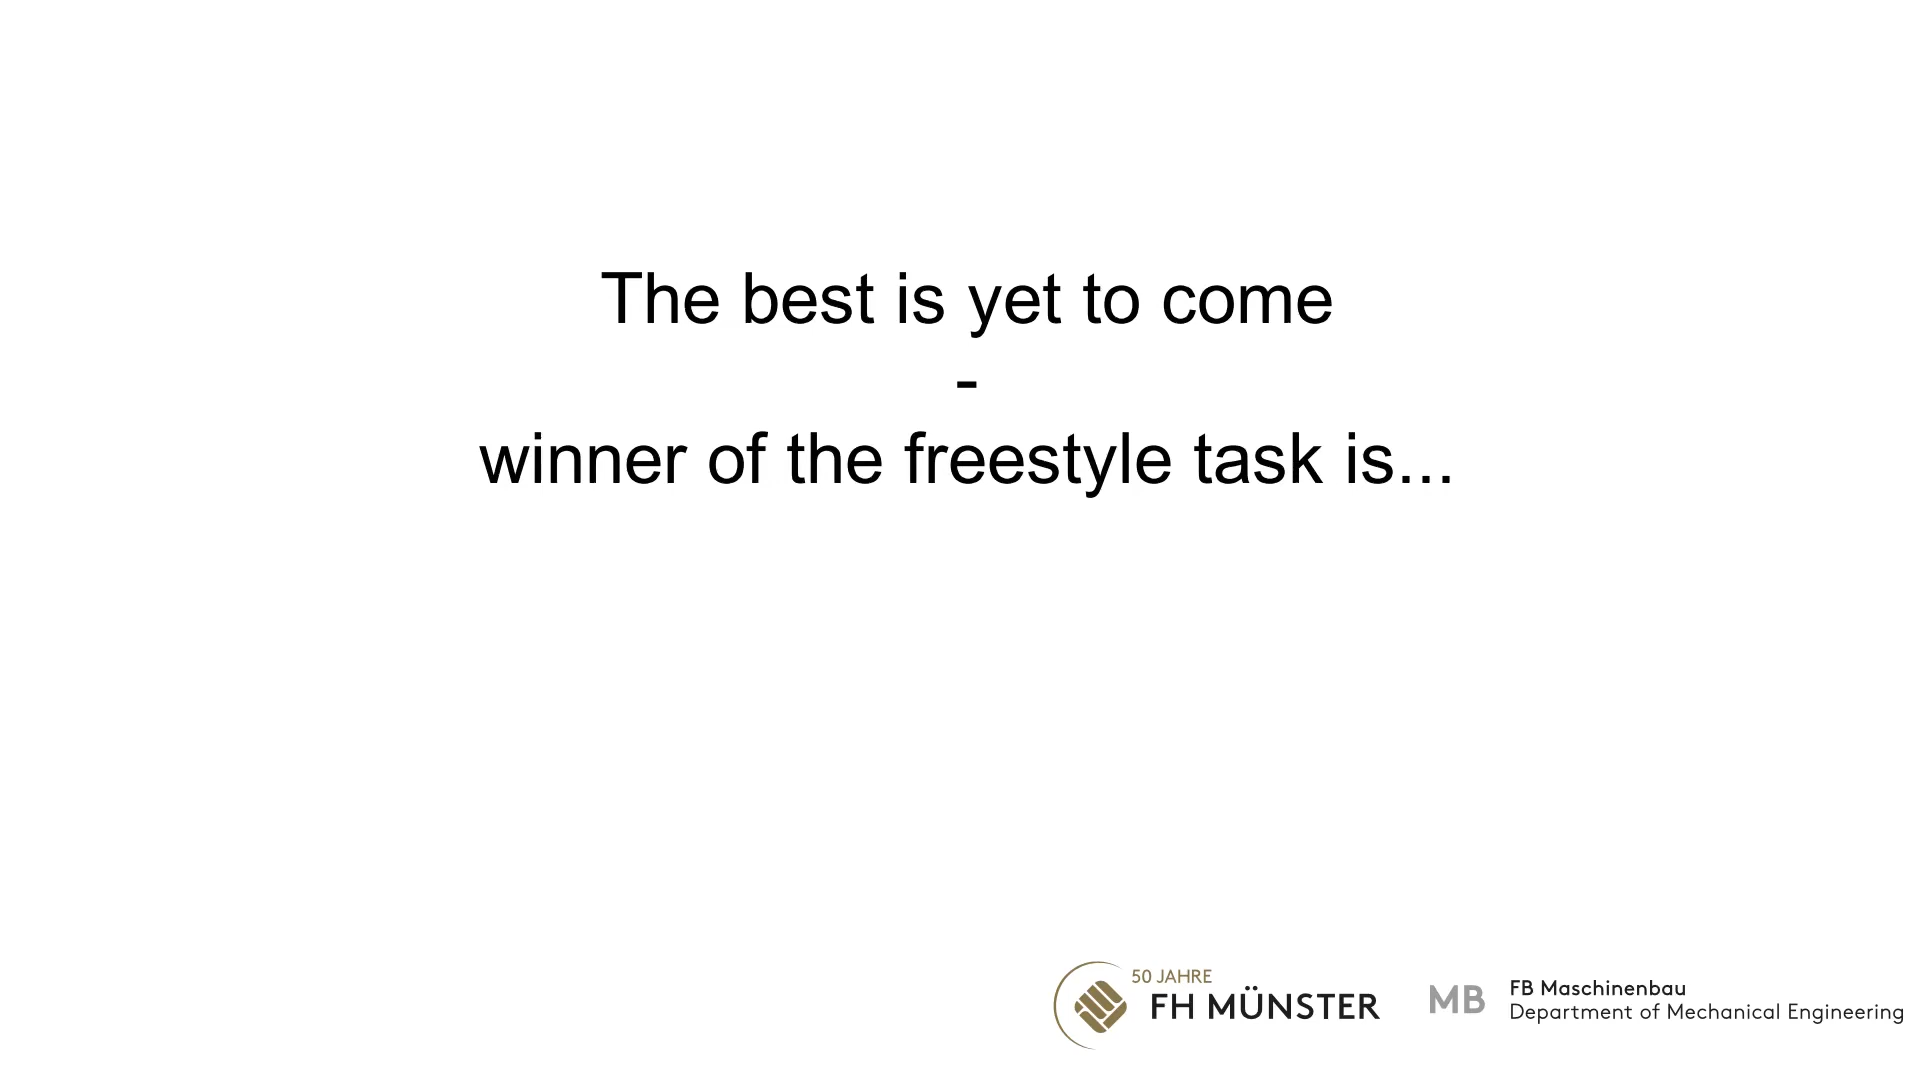 The best is yet to come
-
winner of the freestyle task is...
50 JAHRE
FH MÜNSTER
MB
FB Maschinenbau
Department of Mechanical Engineering